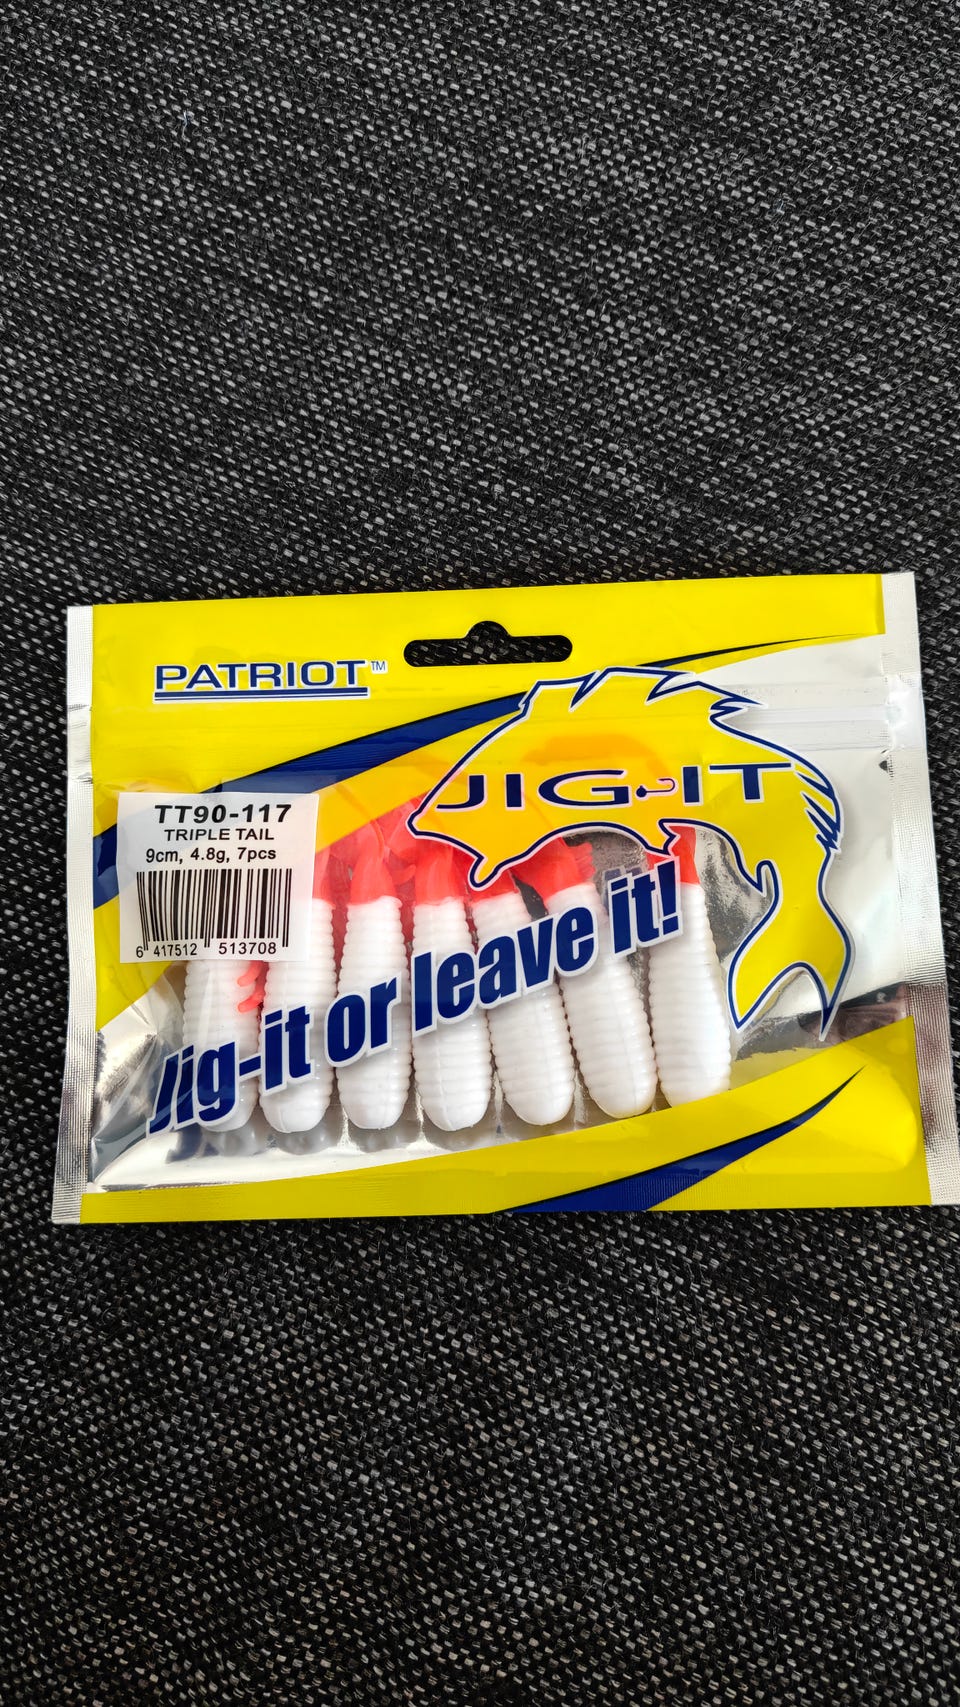 PATRIOT™
JIG-IT
TT90-117
TRIPLE TAIL
9cm, 4.8g, 7pcs
6 417512 513708
Jig-it or leave it!